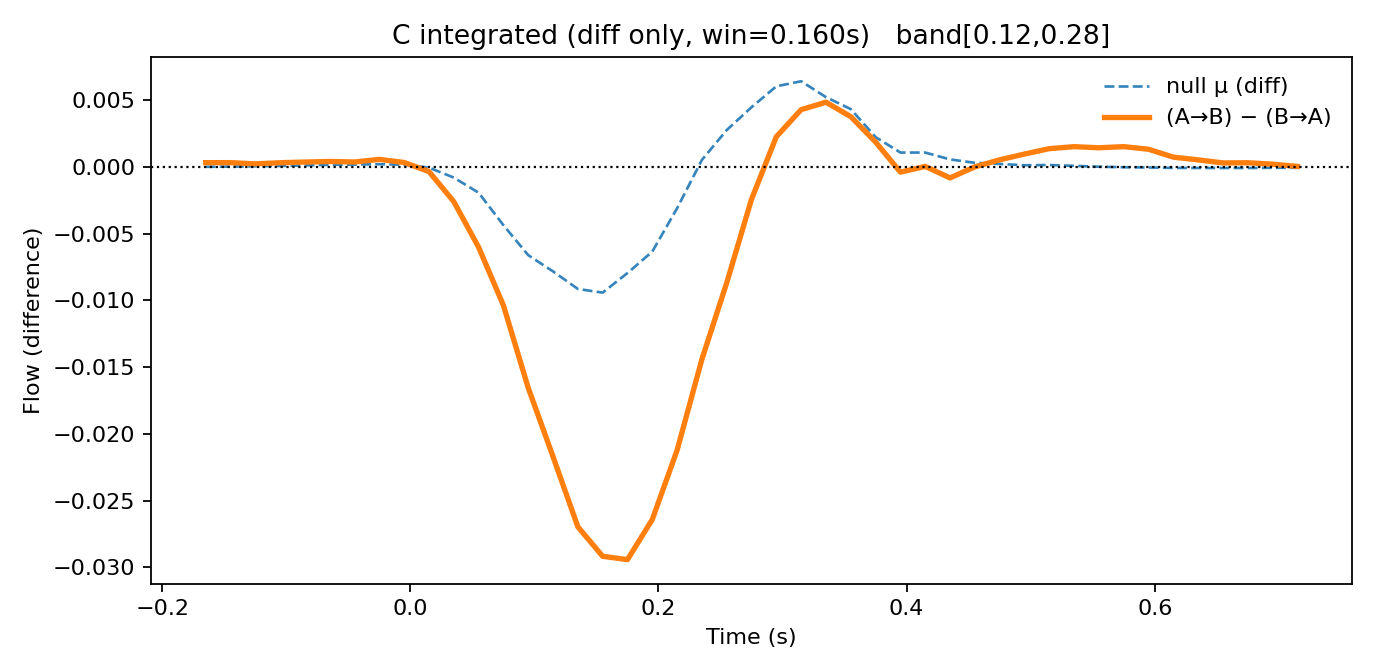 C integrated (diff only, win=0.160s)   band[0.12,0.28]
null μ (diff)
(A→B) − (B→A)
Flow (difference)
0.005
0.000
−0.005
−0.010
−0.015
−0.020
−0.025
−0.030
−0.2 0.0 0.2 0.4 0.6
Time (s)